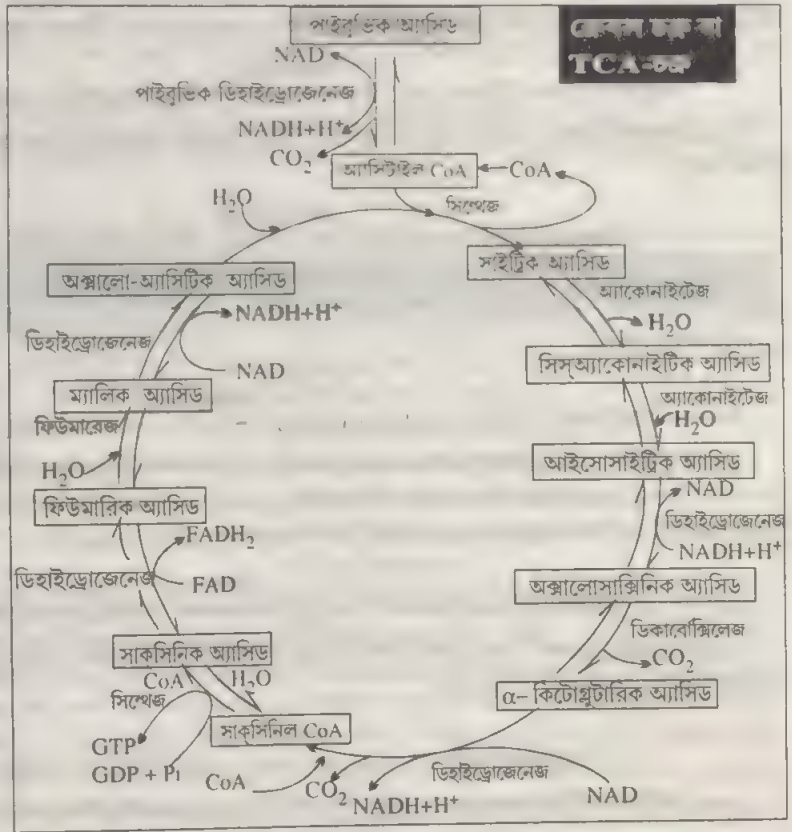 পাইরুভিক অ্যাসিড
ক্রেবস চক্র বা
TCA-চক্র
NAD
পাইরুভিক ডিহাইড্রোজেনেজ
NADH+H⁺
CO₂
অ্যাসিটাইল CoA
CoA
সিন্থেজ
H₂O
সাইট্রিক অ্যাসিড
অক্সালো-অ্যাসিটিক অ্যাসিড
অ্যাকোনাইটেজ
H₂O
NADH+H⁺
ডিহাইড্রোজেনেজ
সিস্অ্যাকোনাইটিক অ্যাসিড
NAD
ম্যালিক অ্যাসিড
অ্যাকোনাইটেজ
H₂O
ফিউমারেজ
H₂O
আইসোসাইট্রিক অ্যাসিড
NAD
ফিউমারিক অ্যাসিড
ডিহাইড্রোজেনেজ
FADH₂
NADH+H⁺
ডিহাইড্রোজেনেজ
FAD
অক্সালোসাক্সিনিক অ্যাসিড
ডিকার্বোক্সিলেজ
সাকসিনিক অ্যাসিড
CO₂
CoA
H₂O
α- কিটোগ্লুটারিক অ্যাসিড
সিন্থেজ
সাক্সিনিল CoA
GTP
GDP + Pi
CoA
CO₂
ডিহাইড্রোজেনেজ
NADH+H⁺
NAD